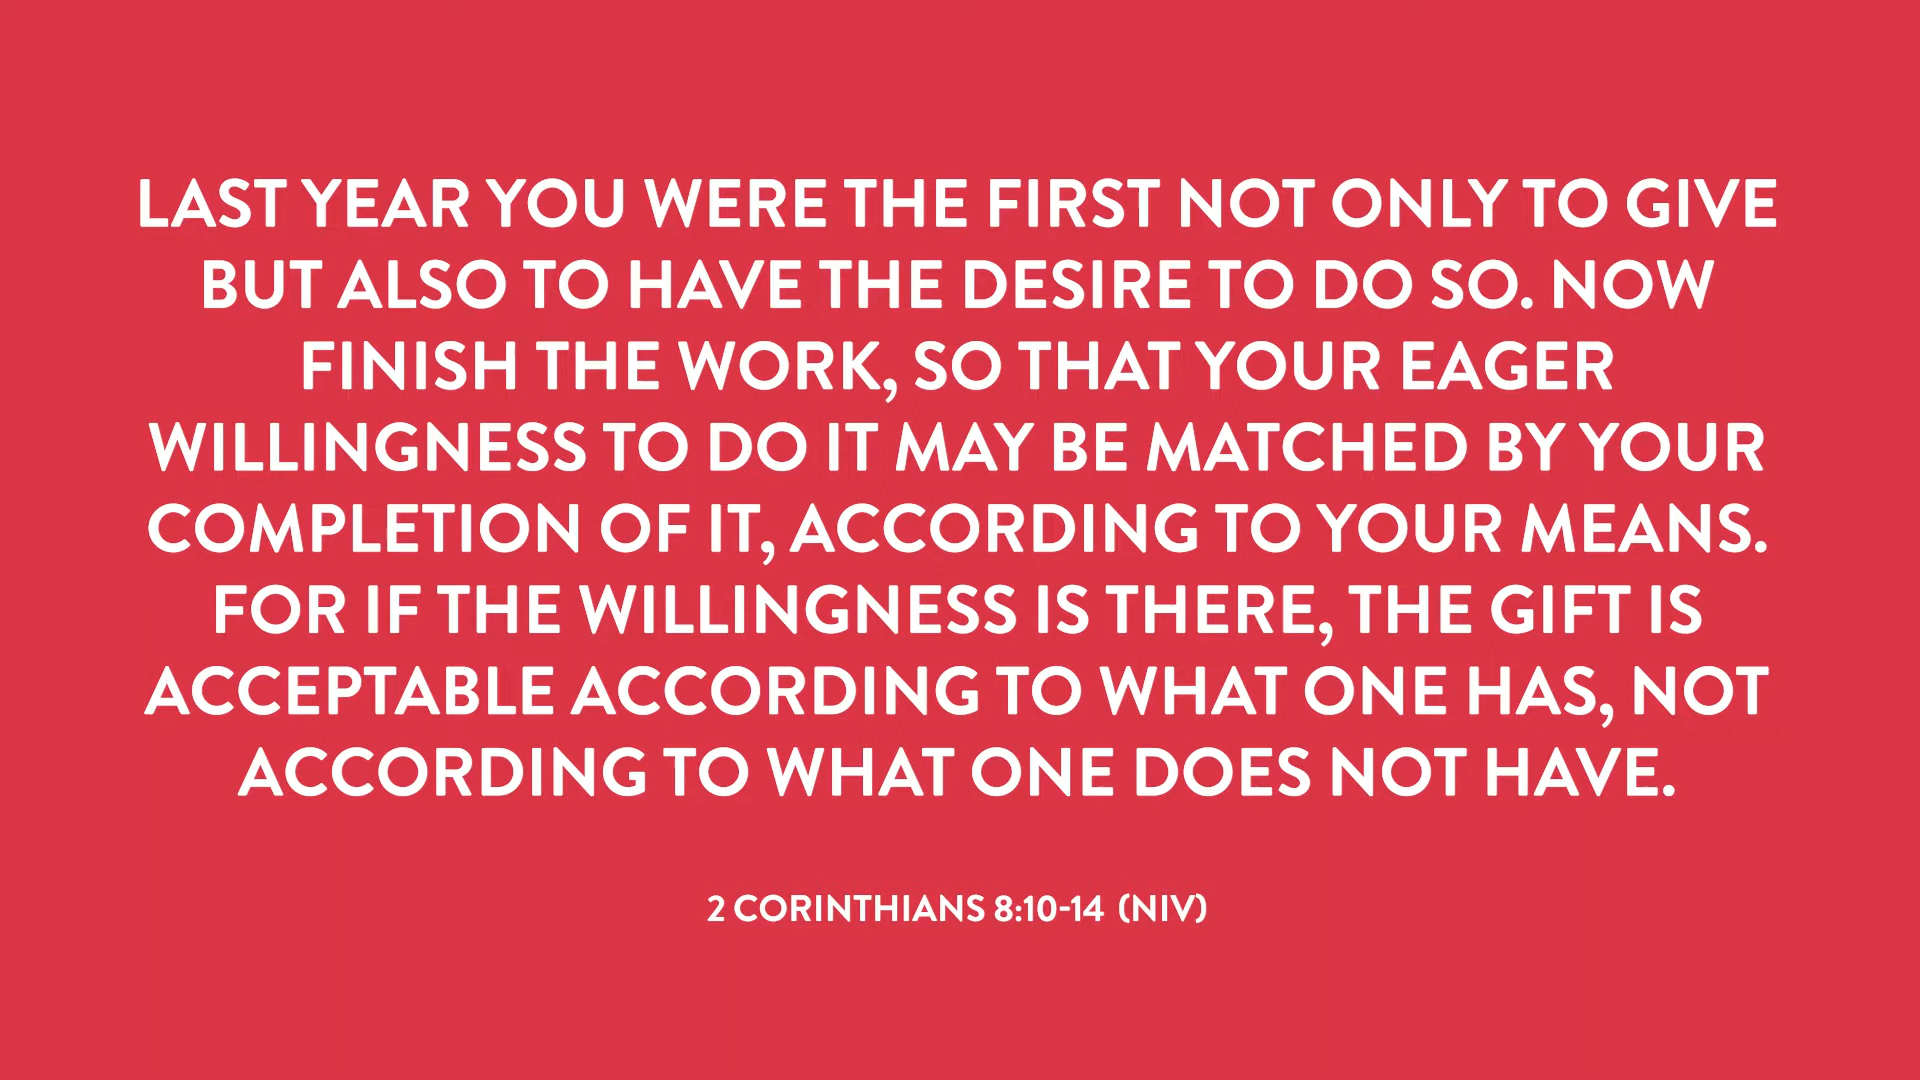 LAST YEAR YOU WERE THE FIRST NOT ONLY TO GIVE
BUT ALSO TO HAVE THE DESIRE TO DO SO. NOW
FINISH THE WORK, SO THAT YOUR EAGER
WILLINGNESS TO DO IT MAY BE MATCHED BY YOUR
COMPLETION OF IT, ACCORDING TO YOUR MEANS.
FOR IF THE WILLINGNESS IS THERE, THE GIFT IS
ACCEPTABLE ACCORDING TO WHAT ONE HAS, NOT
ACCORDING TO WHAT ONE DOES NOT HAVE.
2 CORINTHIANS 8:10-14 (NIV)